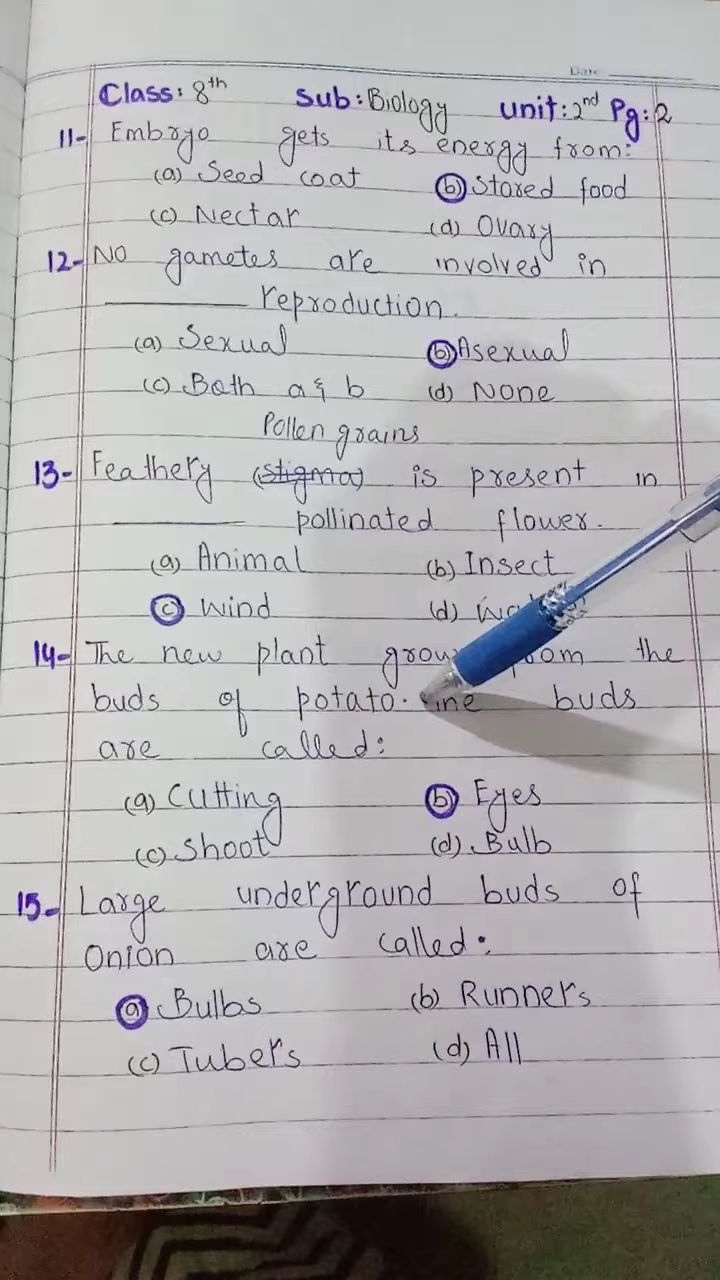 Date
Class: 8th Sub: Biology unit: 2nd Pg: 2
11- Embryo gets its energy from:
(a) Seed coat (b) Stored food
(c) Nectar (d) Ovary
12- No gametes are involved in
________ reproduction.
(a) Sexual (b) Asexual
(c) Both a & b (d) None
Pollen grains
13- Feathery (stigma) is present in
________ pollinated flower.
(a) Animal (b) Insect
(c) Wind (d)
14- The new plant the
buds of potato. buds
are called:
(a) Cutting (b) Eyes
(c) Shoot (d) Bulb
15- Large underground buds of
Onion are called:
(a) Bulbs (b) Runners
(c) Tubers (d) All